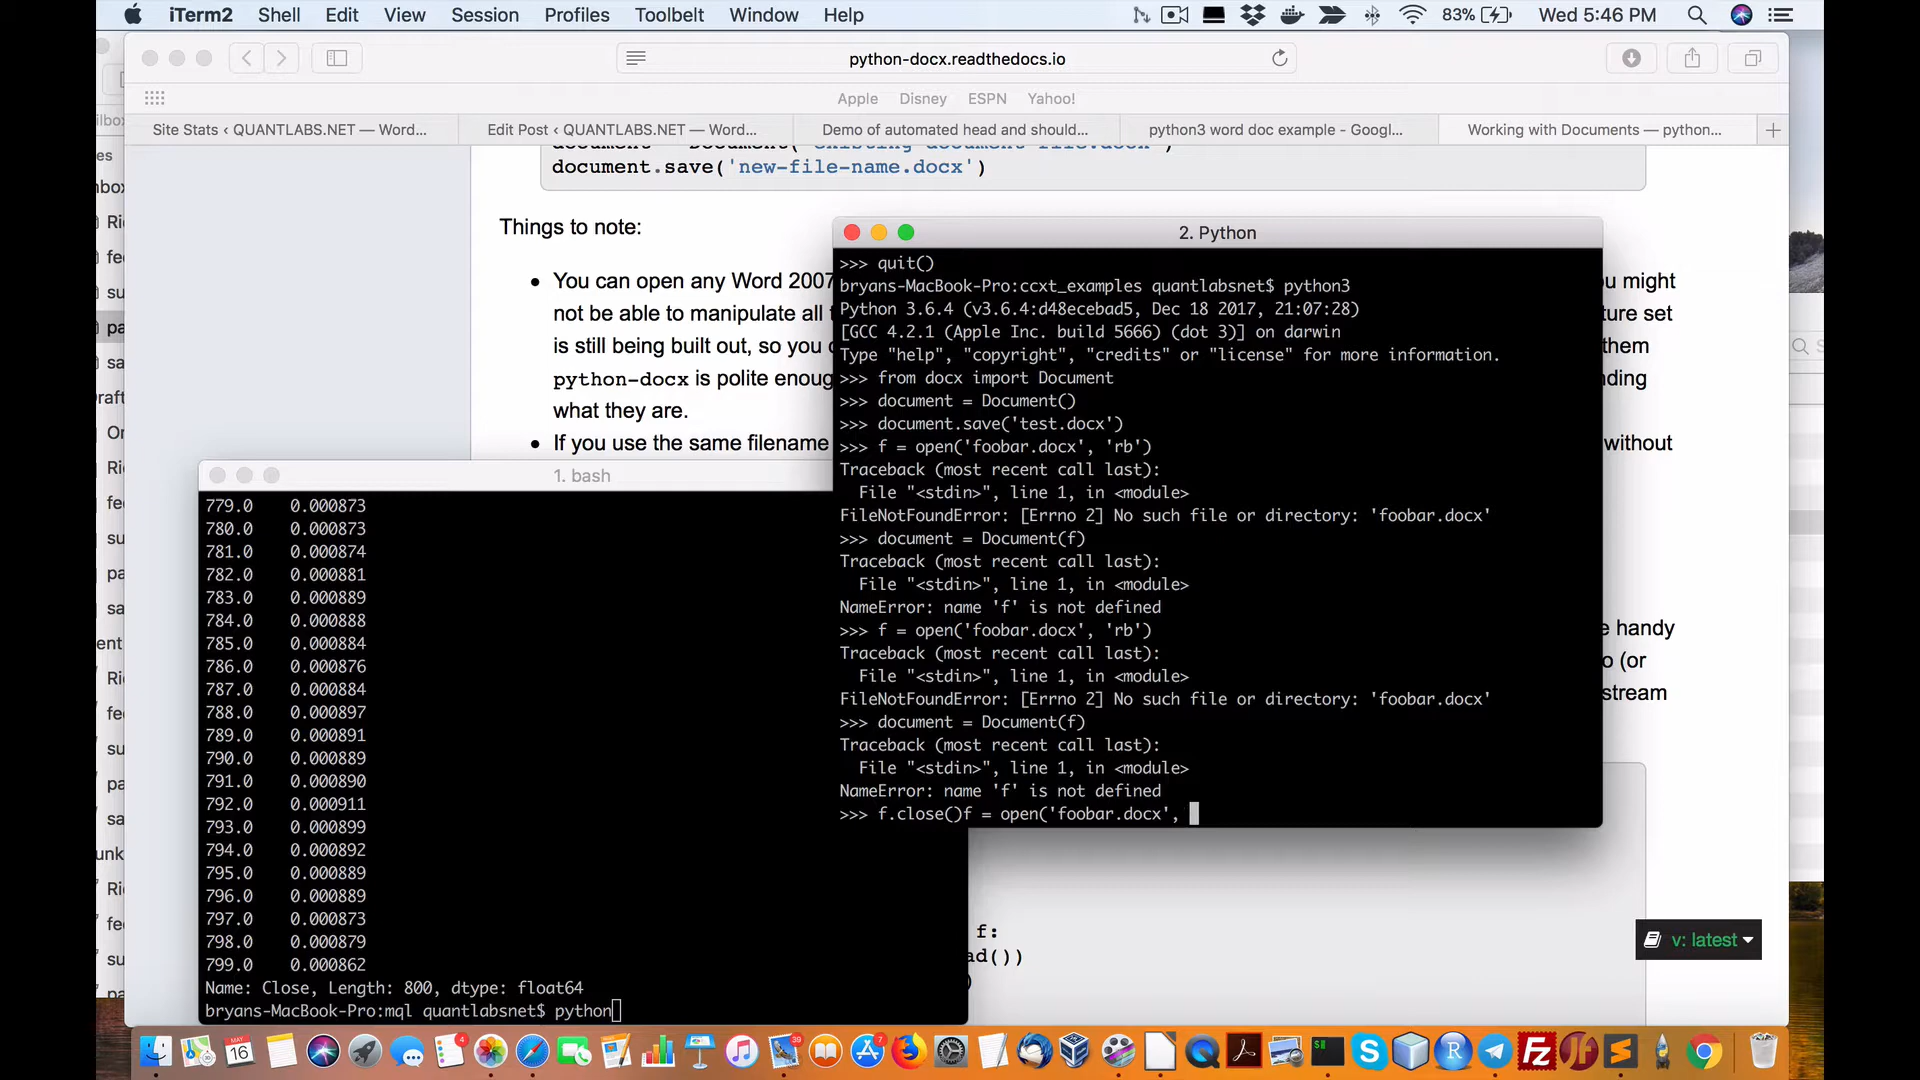 iTerm2 Shell Edit View Session Profiles Toolbelt Window Help 83% Wed 5:46 PM
python-docx.readthedocs.io
Apple Disney ESPN Yahoo!
Site Stats ‹ QUANTLABS.NET — Word... Edit Post ‹ QUANTLABS.NET — Word... Demo of automated head and should... python3 word doc example - Googl... Working with Documents — python...
document.save('new-file-name.docx')
Things to note:
You can open any Word 2007
u might
not be able to manipulate all
ture set
is still being built out, so you
them
python-docx is polite enoug
nding
what they are.
If you use the same filename
without
e handy
o (or
stream
f:
ad())
)
v: latest
2. Python
>>> quit()
bryans-MacBook-Pro:ccxt_examples quantlabsnet$ python3
Python 3.6.4 (v3.6.4:d48ecebad5, Dec 18 2017, 21:07:28)
[GCC 4.2.1 (Apple Inc. build 5666) (dot 3)] on darwin
Type "help", "copyright", "credits" or "license" for more information.
>>> from docx import Document
>>> document = Document()
>>> document.save('test.docx')
>>> f = open('foobar.docx', 'rb')
Traceback (most recent call last):
  File "<stdin>", line 1, in <module>
FileNotFoundError: [Errno 2] No such file or directory: 'foobar.docx'
>>> document = Document(f)
Traceback (most recent call last):
  File "<stdin>", line 1, in <module>
NameError: name 'f' is not defined
>>> f = open('foobar.docx', 'rb')
Traceback (most recent call last):
  File "<stdin>", line 1, in <module>
FileNotFoundError: [Errno 2] No such file or directory: 'foobar.docx'
>>> document = Document(f)
Traceback (most recent call last):
  File "<stdin>", line 1, in <module>
NameError: name 'f' is not defined
>>> f.close()f = open('foobar.docx',
1. bash
779.0 0.000873
780.0 0.000873
781.0 0.000874
782.0 0.000881
783.0 0.000889
784.0 0.000888
785.0 0.000884
786.0 0.000876
787.0 0.000884
788.0 0.000897
789.0 0.000891
790.0 0.000889
791.0 0.000890
792.0 0.000911
793.0 0.000899
794.0 0.000892
795.0 0.000889
796.0 0.000889
797.0 0.000873
798.0 0.000879
799.0 0.000862
Name: Close, Length: 800, dtype: float64
bryans-MacBook-Pro:mql quantlabsnet$ python